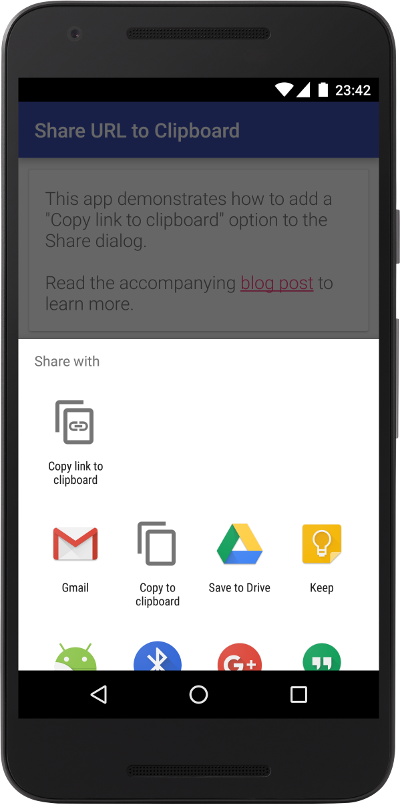 23:42
Share URL to Clipboard
This app demonstrates how to add a
"Copy link to clipboard" option to the
Share dialog.
Read the accompanying blog post to
learn more.
Share with
Copy link to
clipboard
Gmail
Copy to
clipboard
Save to Drive
Keep
G+